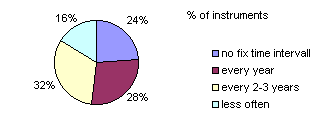 16%
24%
% of instruments
no fix time intervall
every year
every 2-3 years
less often
32%
28%